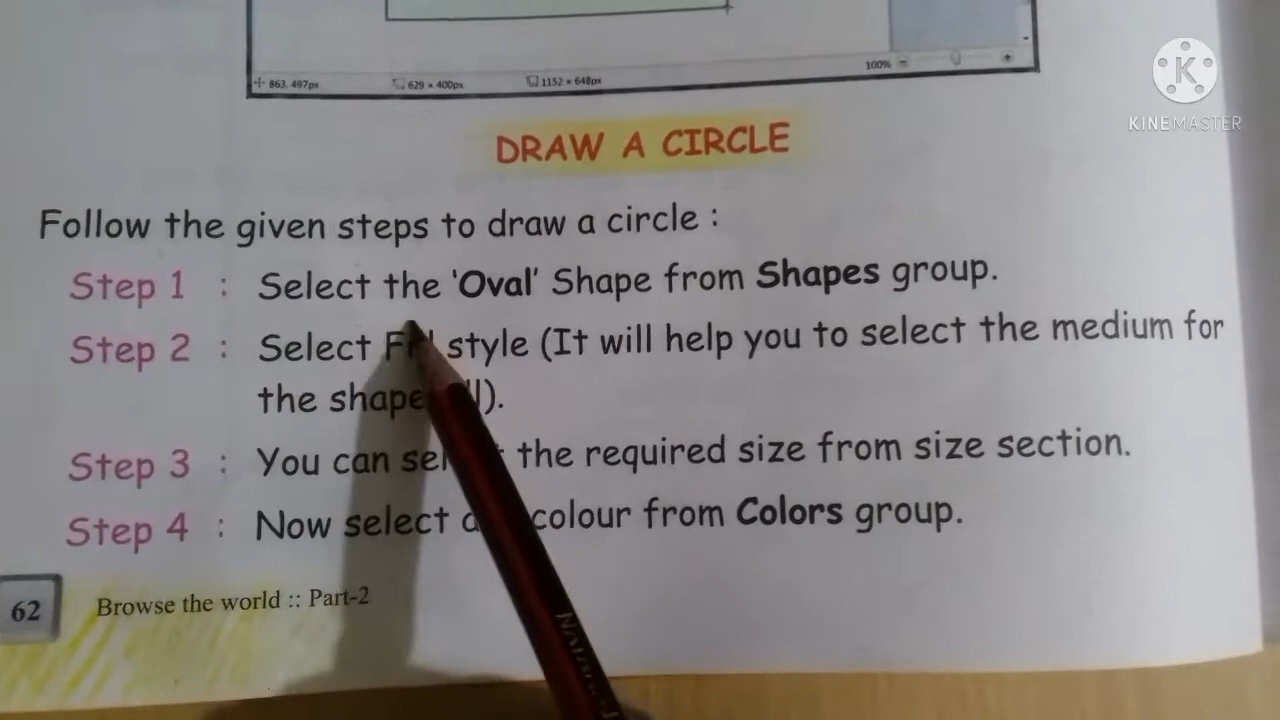 863, 497px 629 × 400px 1152 × 648px 100%
KINEMASTER
DRAW A CIRCLE
Follow the given steps to draw a circle :
Step 1 : Select the 'Oval' Shape from Shapes group.
Step 2 : Select style (It will help you to select the medium for
the shape
Step 3 : You can the required size from size section.
Step 4 : Now select colour from Colors group.
62 Browse the world :: Part-2